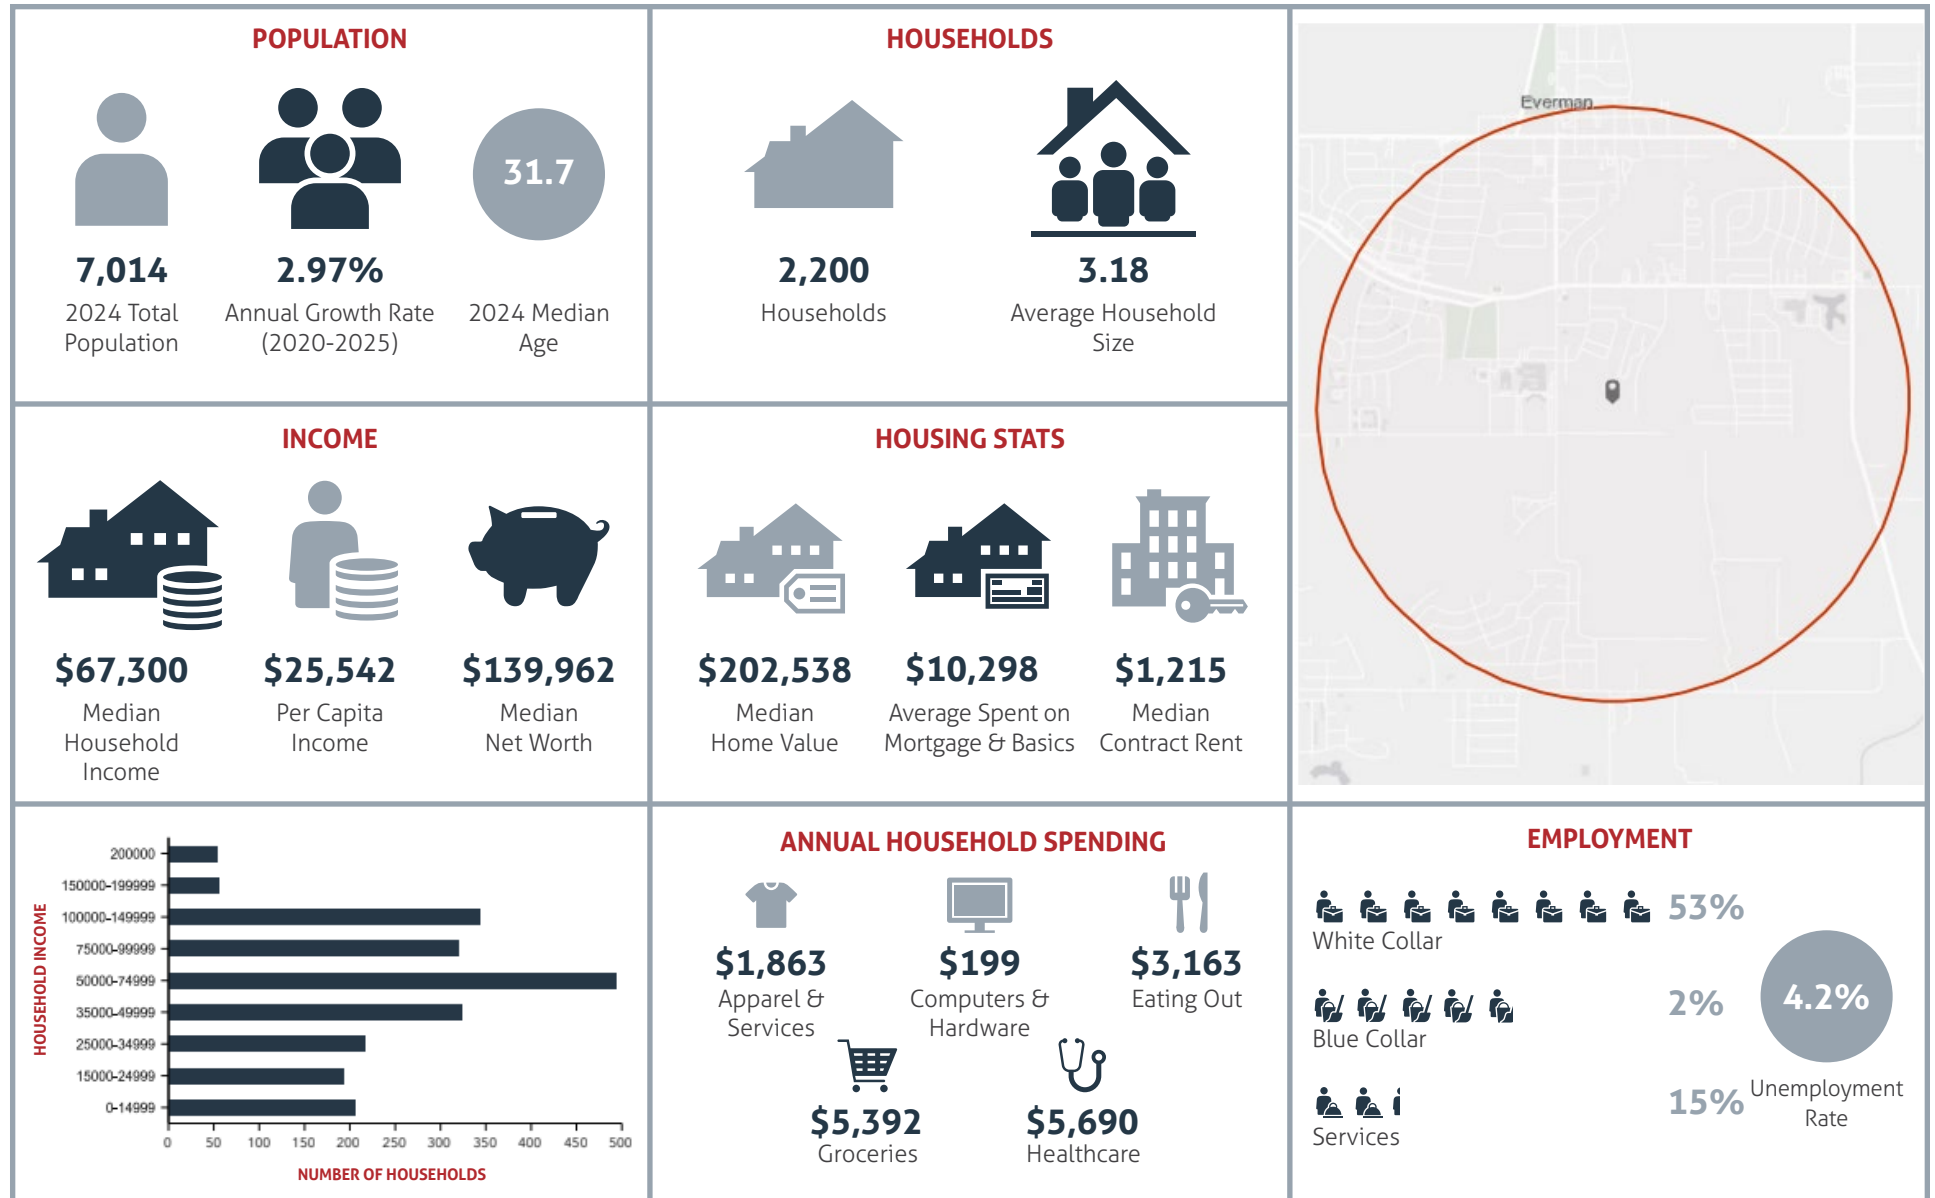 POPULATION
31.7
7,014
2.97%
2024 Total
Population
Annual Growth Rate
(2020-2025)
2024 Median
Age
HOUSEHOLDS
2,200
Households
3.18
Average Household
Size
Everman
INCOME
$67,300
Median
Household
Income
$25,542
Per Capita
Income
$139,962
Median
Net Worth
HOUSING STATS
$202,538
Median
Home Value
$10,298
Average Spent on
Mortgage & Basics
$1,215
Median
Contract Rent
HOUSEHOLD INCOME
200000
150000-199999
100000-149999
75000-99999
50000-74999
35000-49999
25000-34999
15000-24999
0-14999
0 50 100 150 200 250 300 350 400 450 500
NUMBER OF HOUSEHOLDS
ANNUAL HOUSEHOLD SPENDING
$1,863
Apparel &
Services
$199
Computers &
Hardware
$3,163
Eating Out
$5,392
Groceries
$5,690
Healthcare
EMPLOYMENT
53%
White Collar
2%
Blue Collar
15%
Services
4.2%
Unemployment
Rate